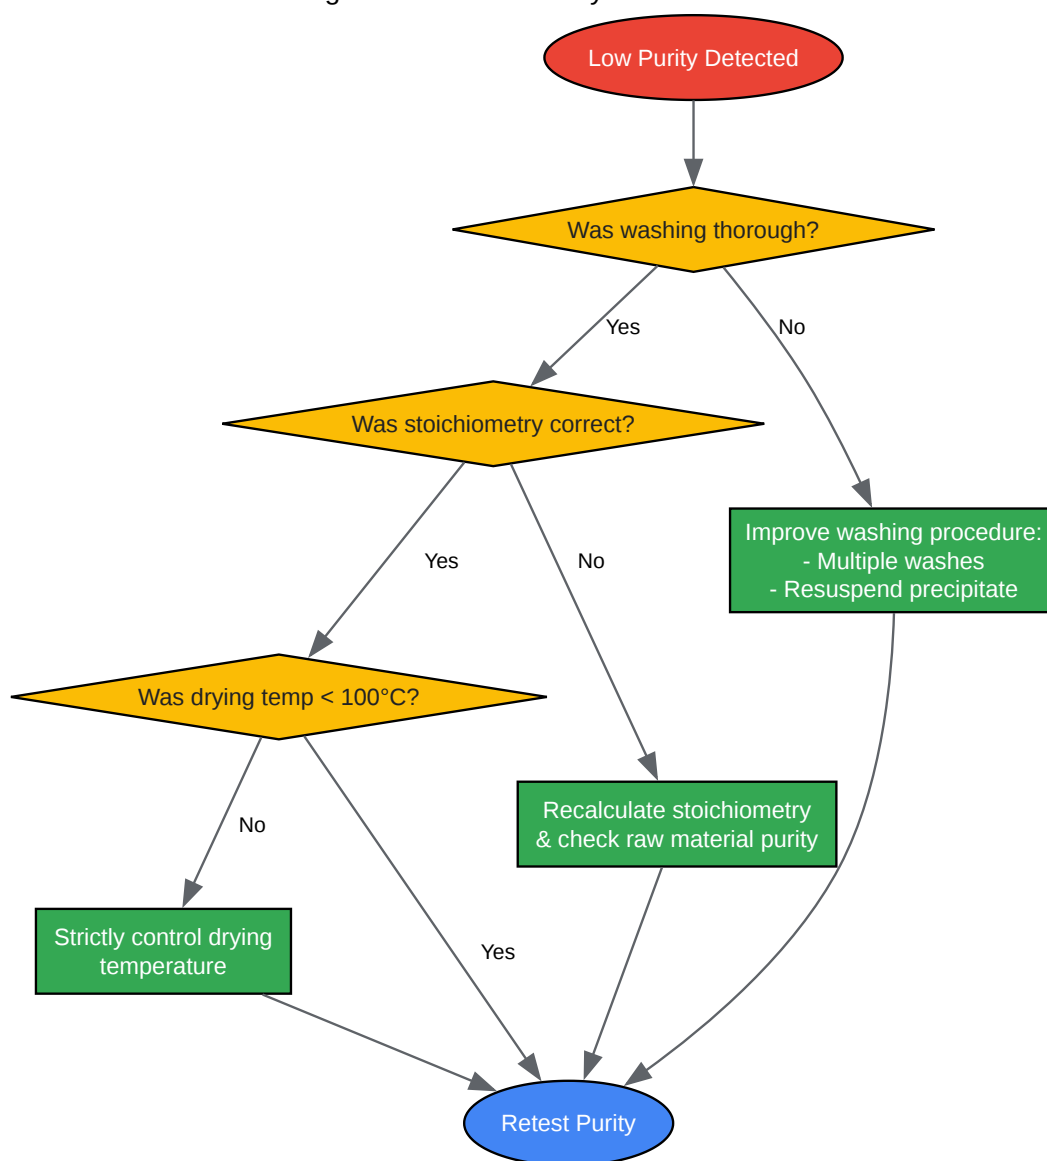 Low Purity Detected
Was washing thorough?
Yes
No
Was stoichiometry correct?
Improve washing procedure:
- Multiple washes
- Resuspend precipitate
Yes
No
Was drying temp < 100°C?
Recalculate stoichiometry
& check raw material purity
No
Strictly control drying
temperature
Yes
Retest Purity